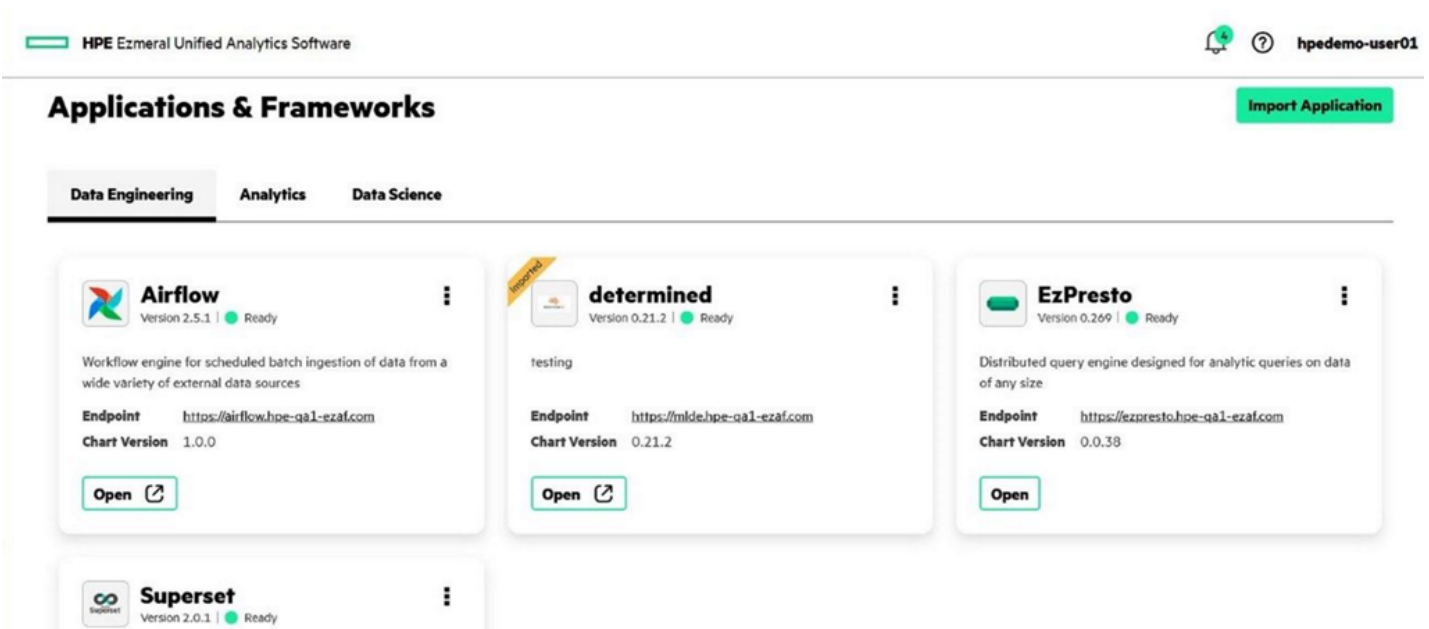 HPE Ezmeral Unified Analytics Software
4
hpedemo-user01
Applications & Frameworks
Import Application
Data Engineering
Analytics
Data Science
Imported
Airflow
Version 2.5.1 | Ready
Workflow engine for scheduled batch ingestion of data from a
wide variety of external data sources
Endpoint https://airflow.hpe-qa1-ezaf.com
Chart Version 1.0.0
Open
determined
Version 0.21.2 | Ready
testing
Endpoint https://mlde.hpe-qa1-ezaf.com
Chart Version 0.21.2
Open
EzPresto
Version 0.269 | Ready
Distributed query engine designed for analytic queries on data
of any size
Endpoint https://ezpresto.hpe-qa1-ezaf.com
Chart Version 0.0.38
Open
Superset
Superset
Version 2.0.1 | Ready